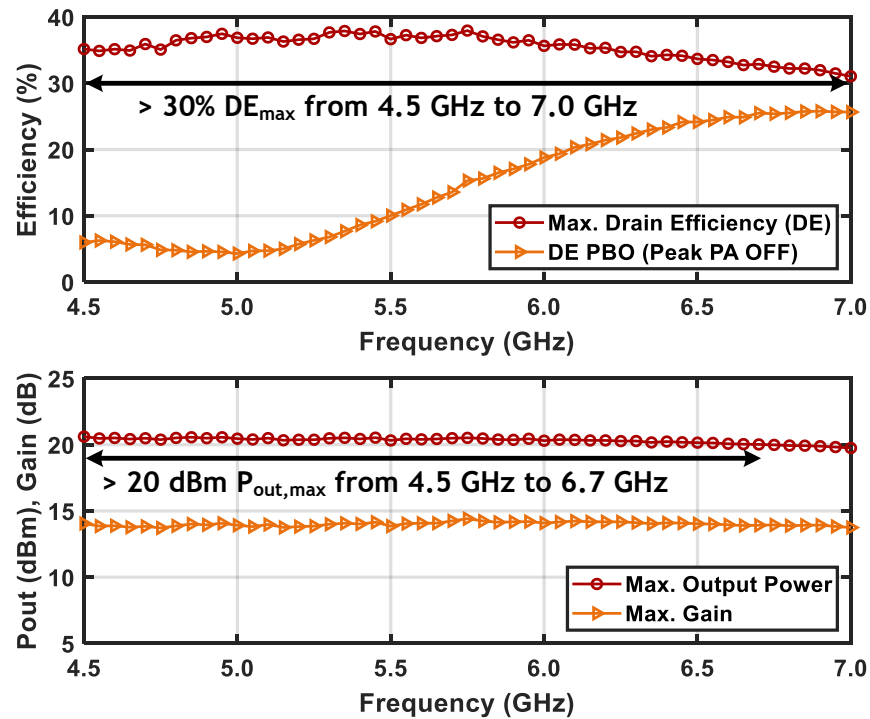 40
30
20
10
0
Efficiency (%)
> 30% DEmax from 4.5 GHz to 7.0 GHz
Max. Drain Efficiency (DE)
DE PBO (Peak PA OFF)
4.5 5.0 5.5 6.0 6.5 7.0
Frequency (GHz)
25
20
15
10
5
Pout (dBm), Gain (dB)
> 20 dBm Pout,max from 4.5 GHz to 6.7 GHz
Max. Output Power
Max. Gain
4.5 5.0 5.5 6.0 6.5 7.0
Frequency (GHz)